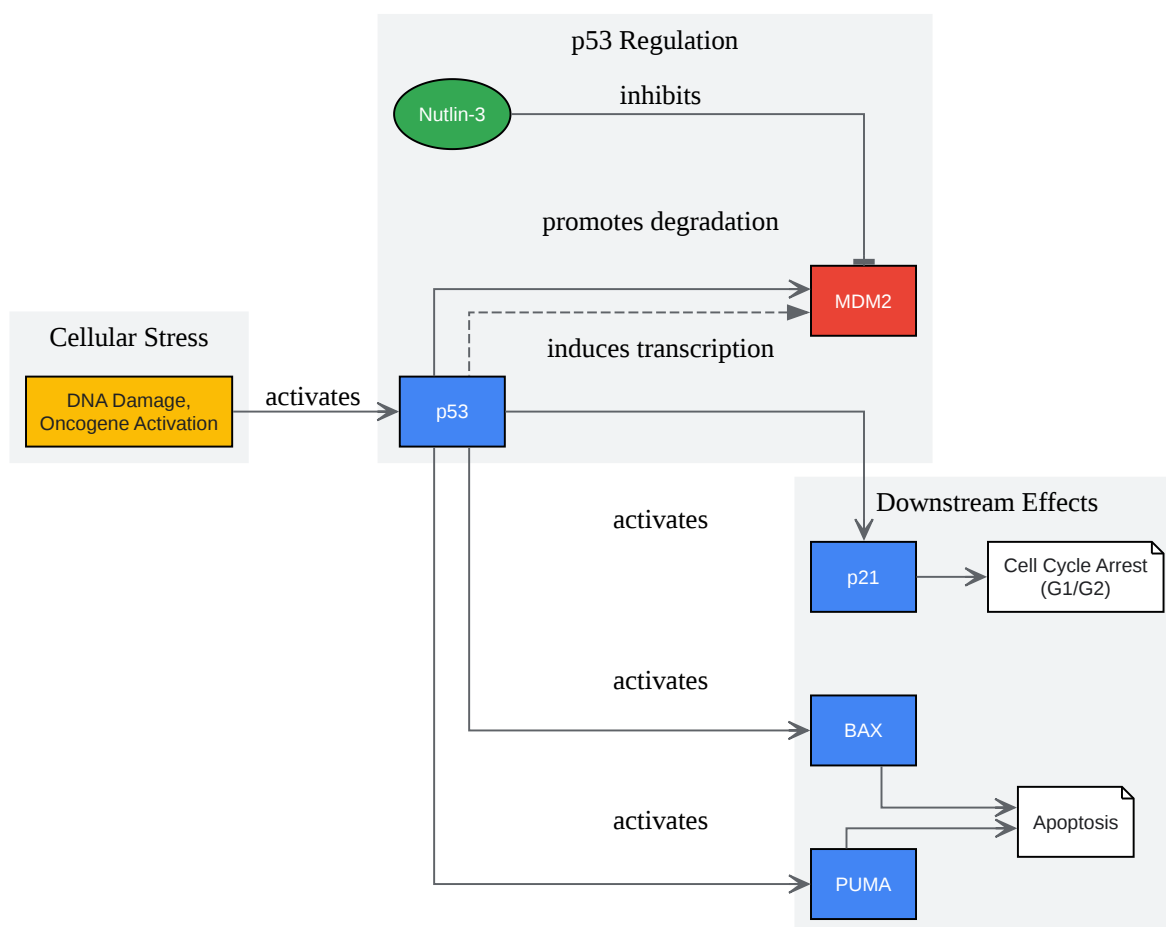 p53 Regulation
Nutlin-3
inhibits
promotes degradation
MDM2
induces transcription
Cellular Stress
DNA Damage,
Oncogene Activation
activates
p53
activates
Downstream Effects
p21
Cell Cycle Arrest
(G1/G2)
activates
BAX
activates
Apoptosis
PUMA